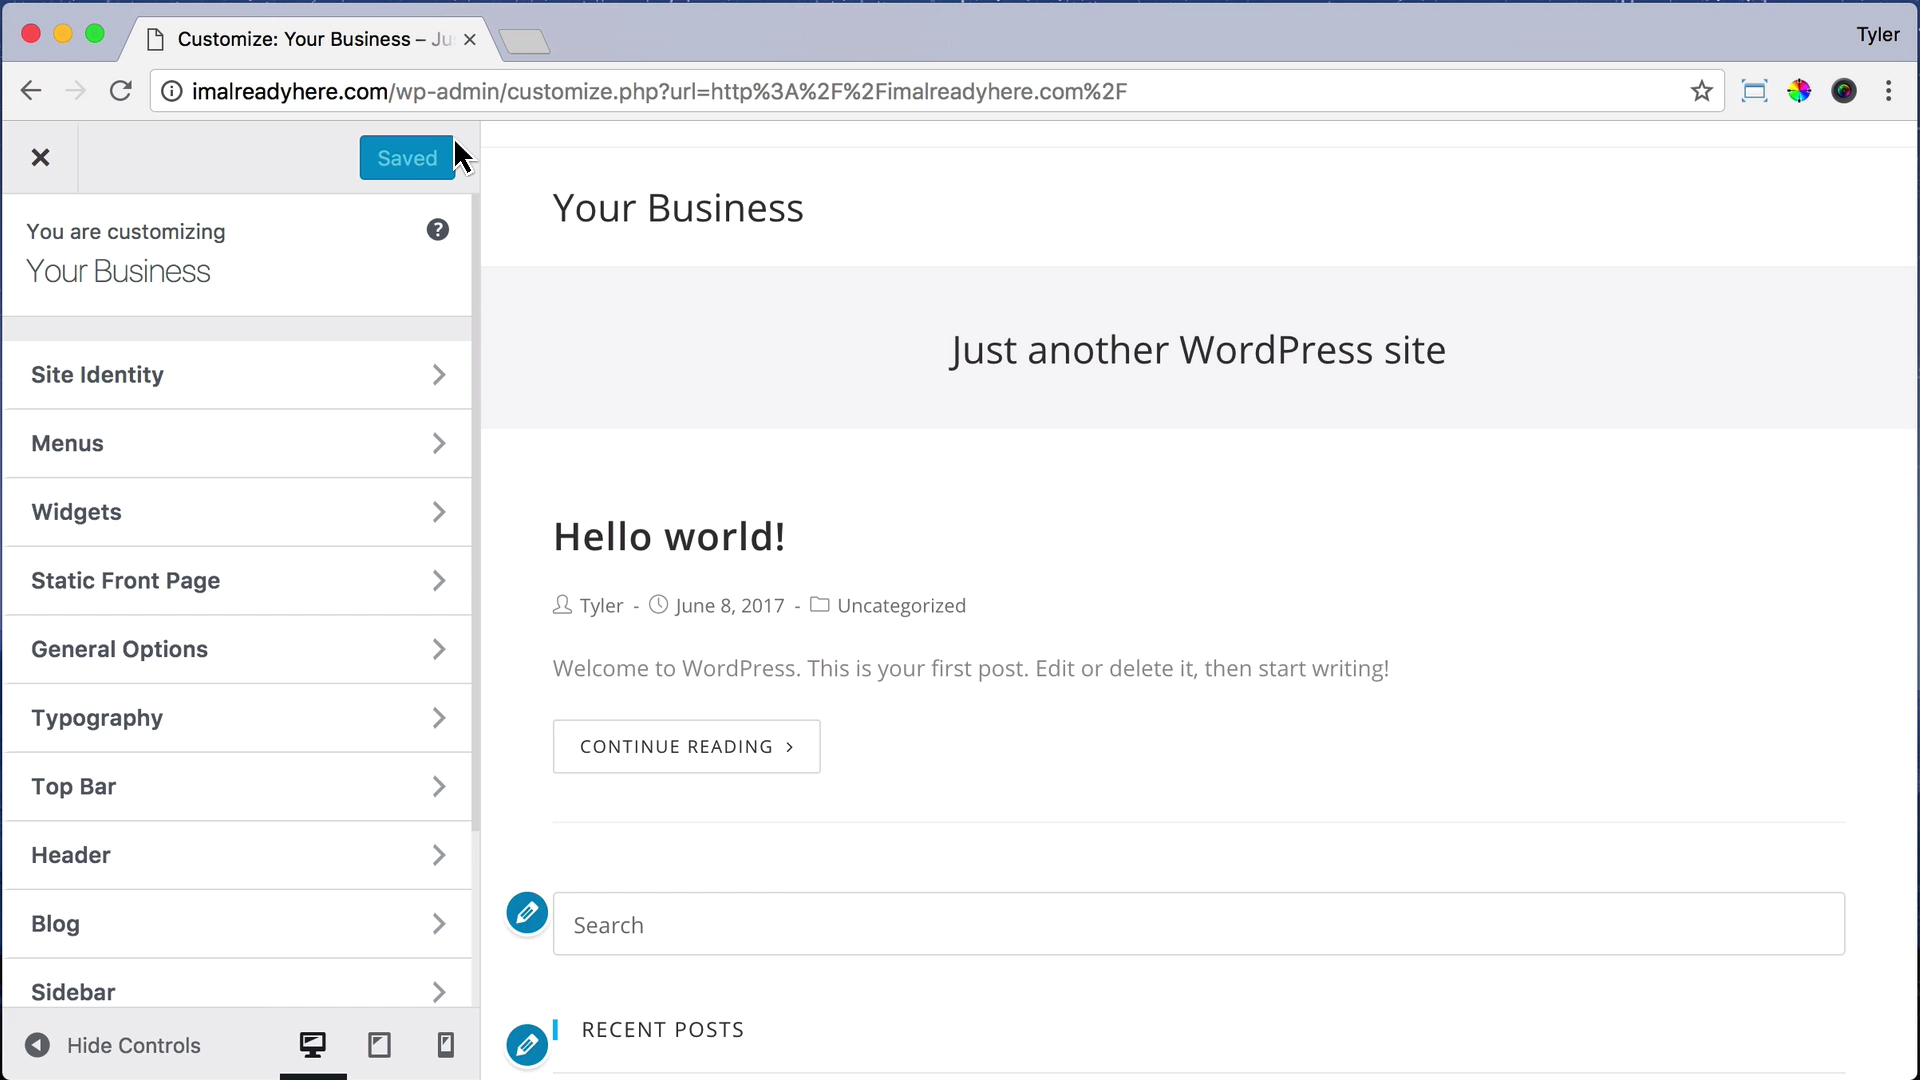 Customize: Your Business – Ju
Tyler
imalreadyhere.com/wp-admin/customize.php?url=http%3A%2F%2Fimalreadyhere.com%2F
Saved
You are customizing
Your Business
Site Identity
Menus
Widgets
Static Front Page
General Options
Typography
Top Bar
Header
Blog
Sidebar
Hide Controls
Your Business
Just another WordPress site
Hello world!
Tyler - June 8, 2017 - Uncategorized
Welcome to WordPress. This is your first post. Edit or delete it, then start writing!
CONTINUE READING >
Search
RECENT POSTS